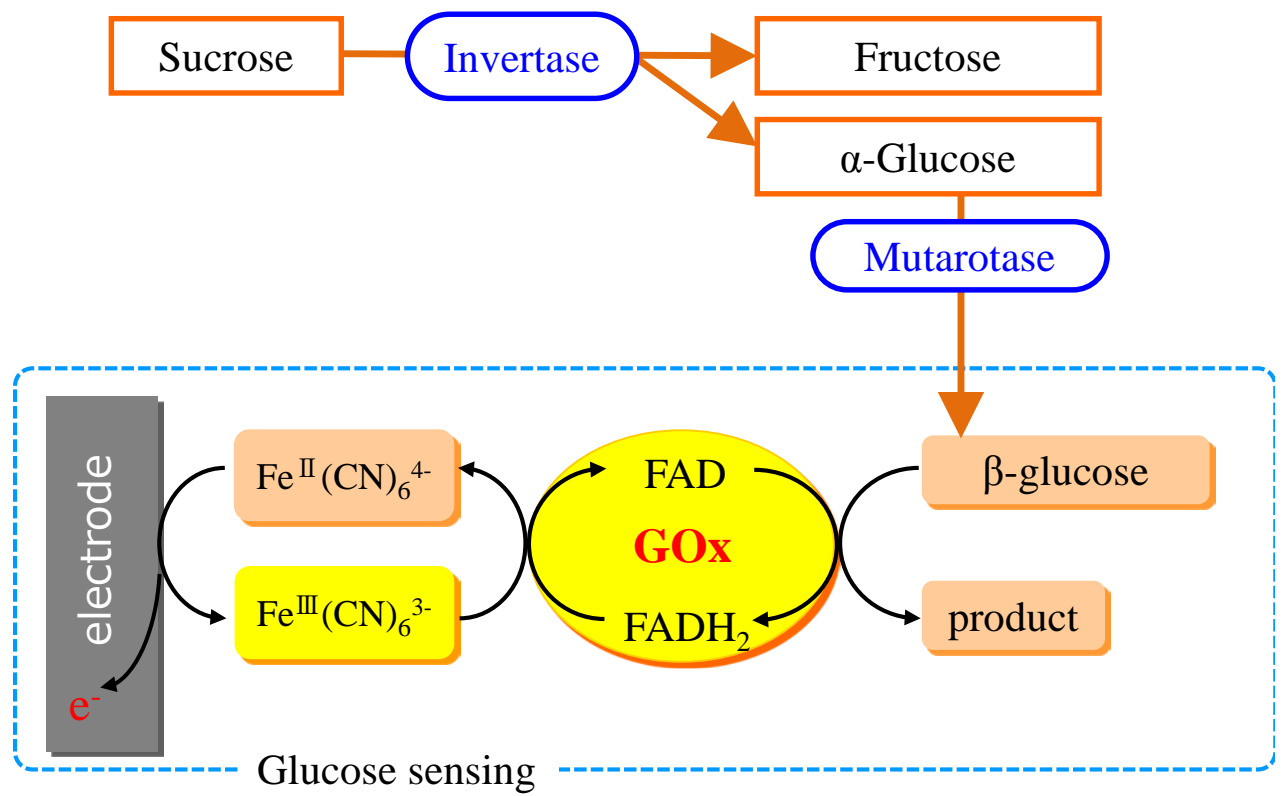 Sucrose
Invertase
Fructose
α-Glucose
Mutarotase
electrode
Feᴵᴵ(CN)₆⁴⁻
FAD
β-glucose
GOx
Feᴵᴵᴵ(CN)₆³⁻
FADH₂
product
e⁻
Glucose sensing